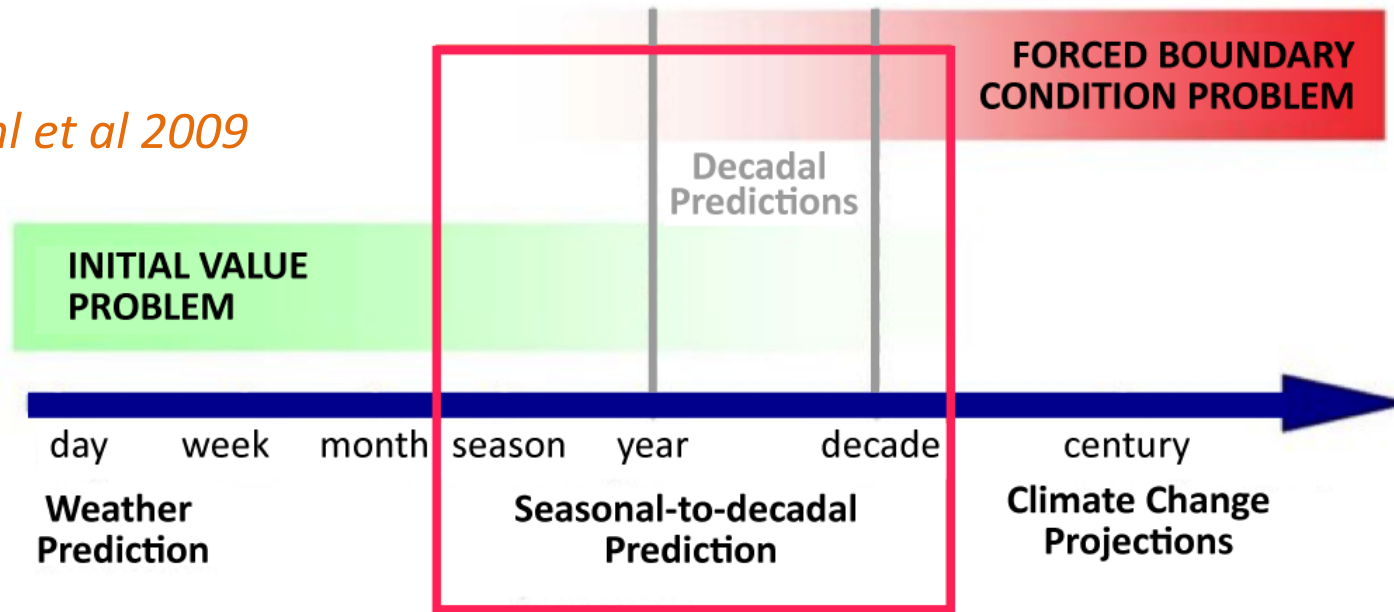 FORCED BOUNDARY
CONDITION PROBLEM
et al 2009
Decadal
Predictions
INITIAL VALUE
PROBLEM
day week month season year decade century
Weather
Prediction
Seasonal-to-decadal
Prediction
Climate Change
Projections